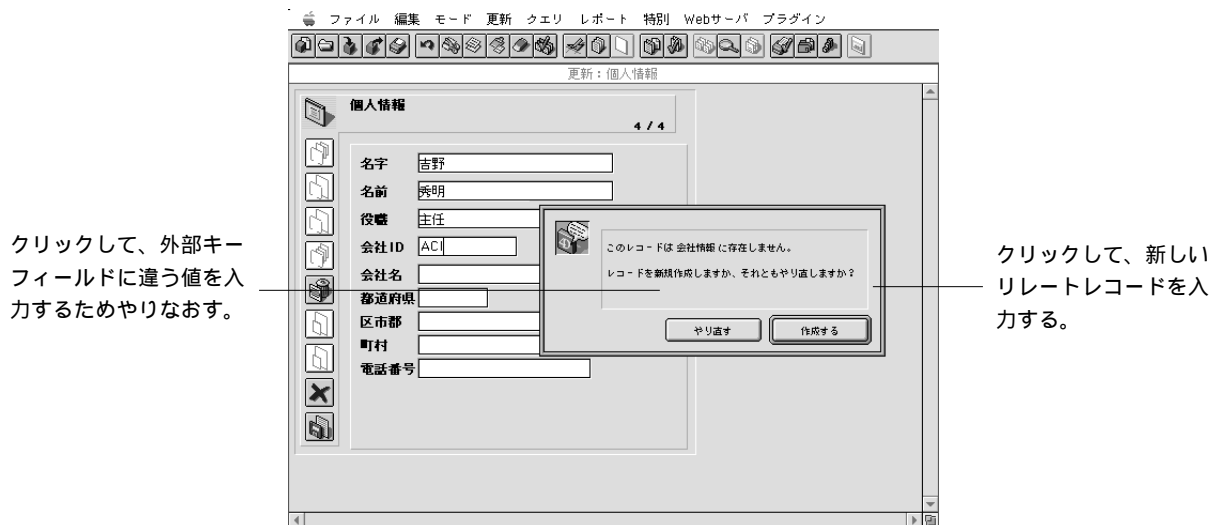 ファイル 編集 モード 更新 クエリ レポート 特別 Webサーバ プラグイン
更新：個人情報
個人情報
4 / 4
名字 吉野
名前 秀明
役職 主任
会社ID ACI
会社名
都道府県
区市郡
町村
電話番号
このレコードは 会社情報 に存在しません。
レコードを新規作成しますか、それともやり直しますか？
やり直す 作成する
クリックして、外部キー
フィールドに違う値を入
力するためやりなおす。
クリックして、新しい
リレートレコードを入
力する。